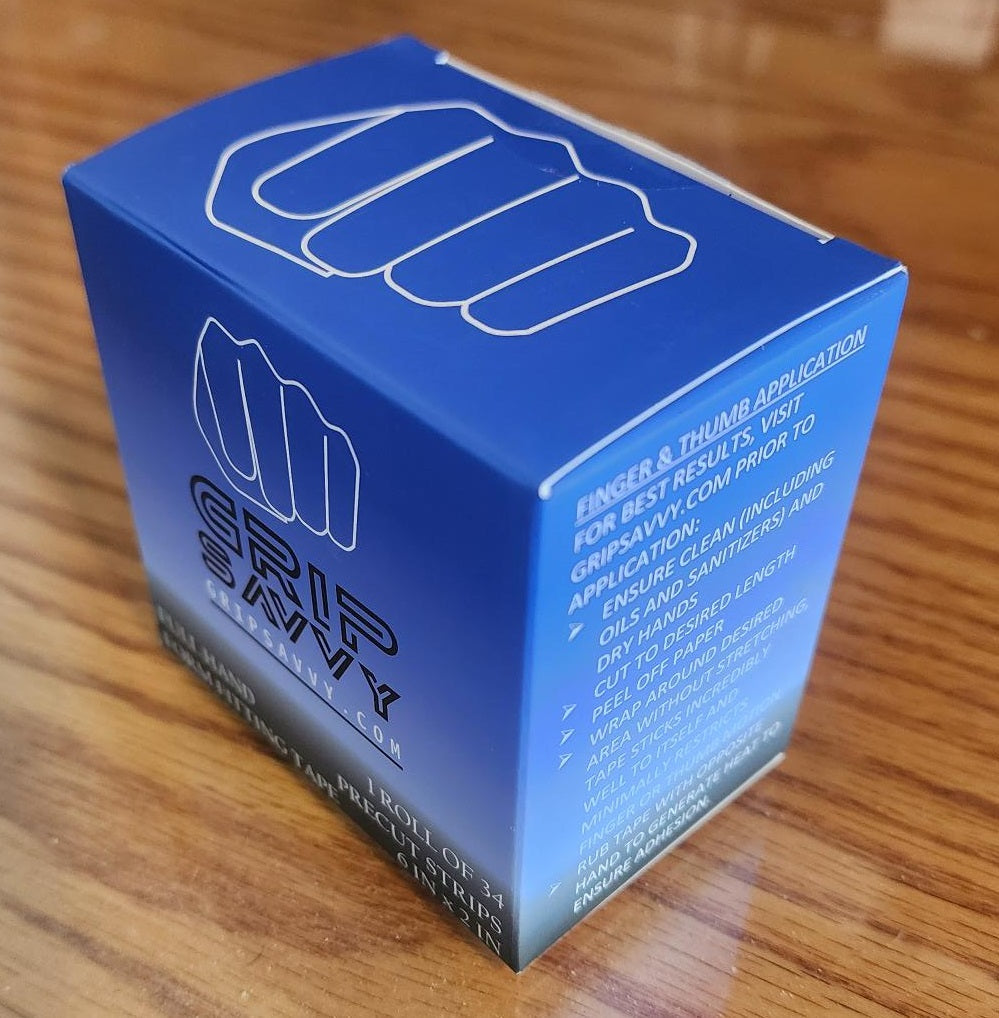 GRIP
SAVVY
GRIPSAVVY.COM
FULL HAND
FORM FITTING TAPE
1 ROLL OF 34
PRECUT STRIPS
6 IN X 2 IN
FINGER & THUMB APPLICATION
FOR BEST RESULTS, VISIT
GRIPSAVVY.COM PRIOR TO
APPLICATION:
➢ ENSURE CLEAN (INCLUDING
OILS AND SANITIZERS) AND
DRY HANDS
➢ CUT TO DESIRED LENGTH
➢ PEEL OFF PAPER
➢ WRAP AROUND DESIRED
AREA WITHOUT STRETCHING,
TAPE STICKS INCREDIBLY
WELL TO ITSELF AND
MINIMALLY RESTRICTS
FINGER OR THUMB
➢ RUB TAPE WITH OPPOSITE
HAND TO GENERATE HEAT TO
ENSURE ADHESION.